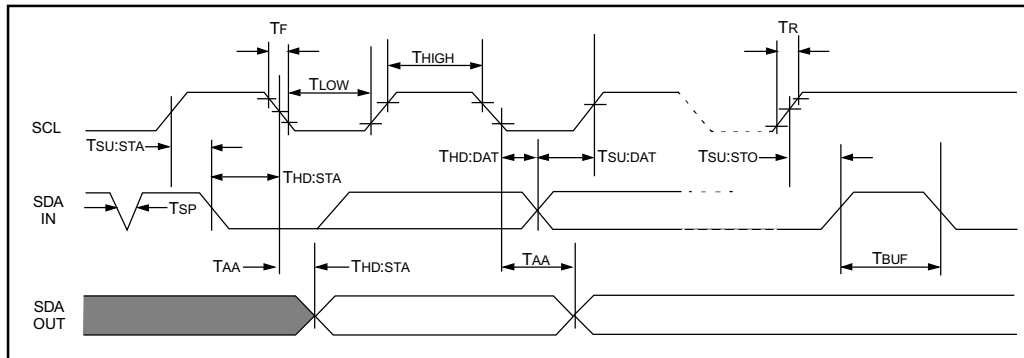 TF
TR
THIGH
TLOW
SCL
TSU:STA
THD:DAT
TSU:DAT
TSU:STO
THD:STA
SDA
IN
TSP
TAA
THD:STA
TAA
TBUF
SDA
OUT